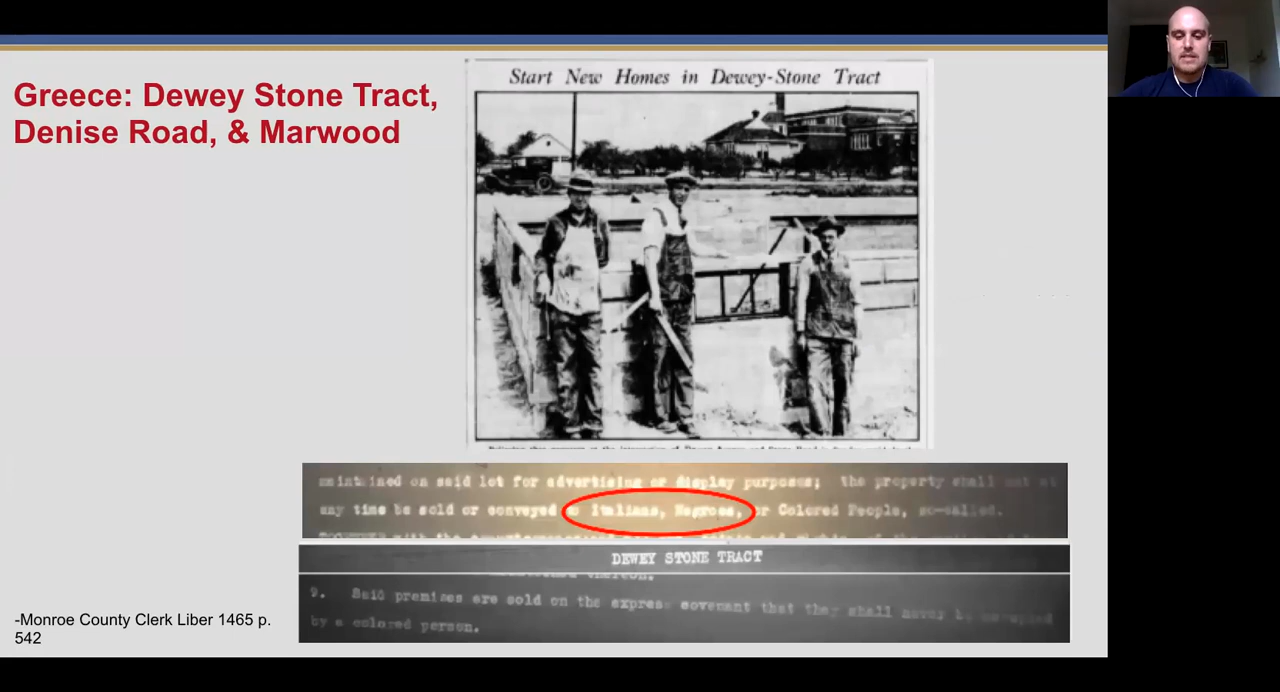 Greece: Dewey Stone Tract,
Denise Road, & Marwood
Start New Homes in Dewey-Stone Tract
maintained on said lot for advertising or display purposes; the property shall not at
any time be sold or conveyed to Italians, Negroes, or Colored People, so-called.
DEWEY STONE TRACT
9. Said premises are sold on the express covenant that they shall never be occupied
by a colored person.
-Monroe County Clerk Liber 1465 p.
542